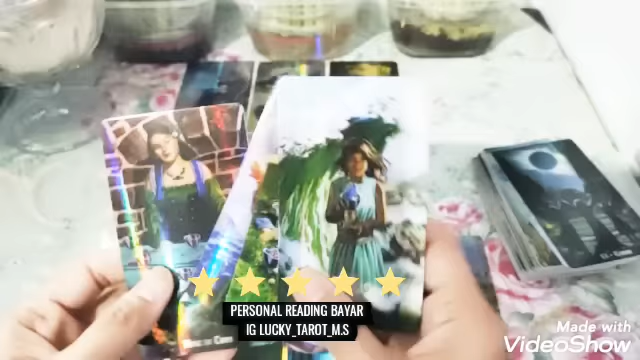 PERSONAL READING BAYAR
IG LUCKY_TAROT_M.S
Made with
VideoShow